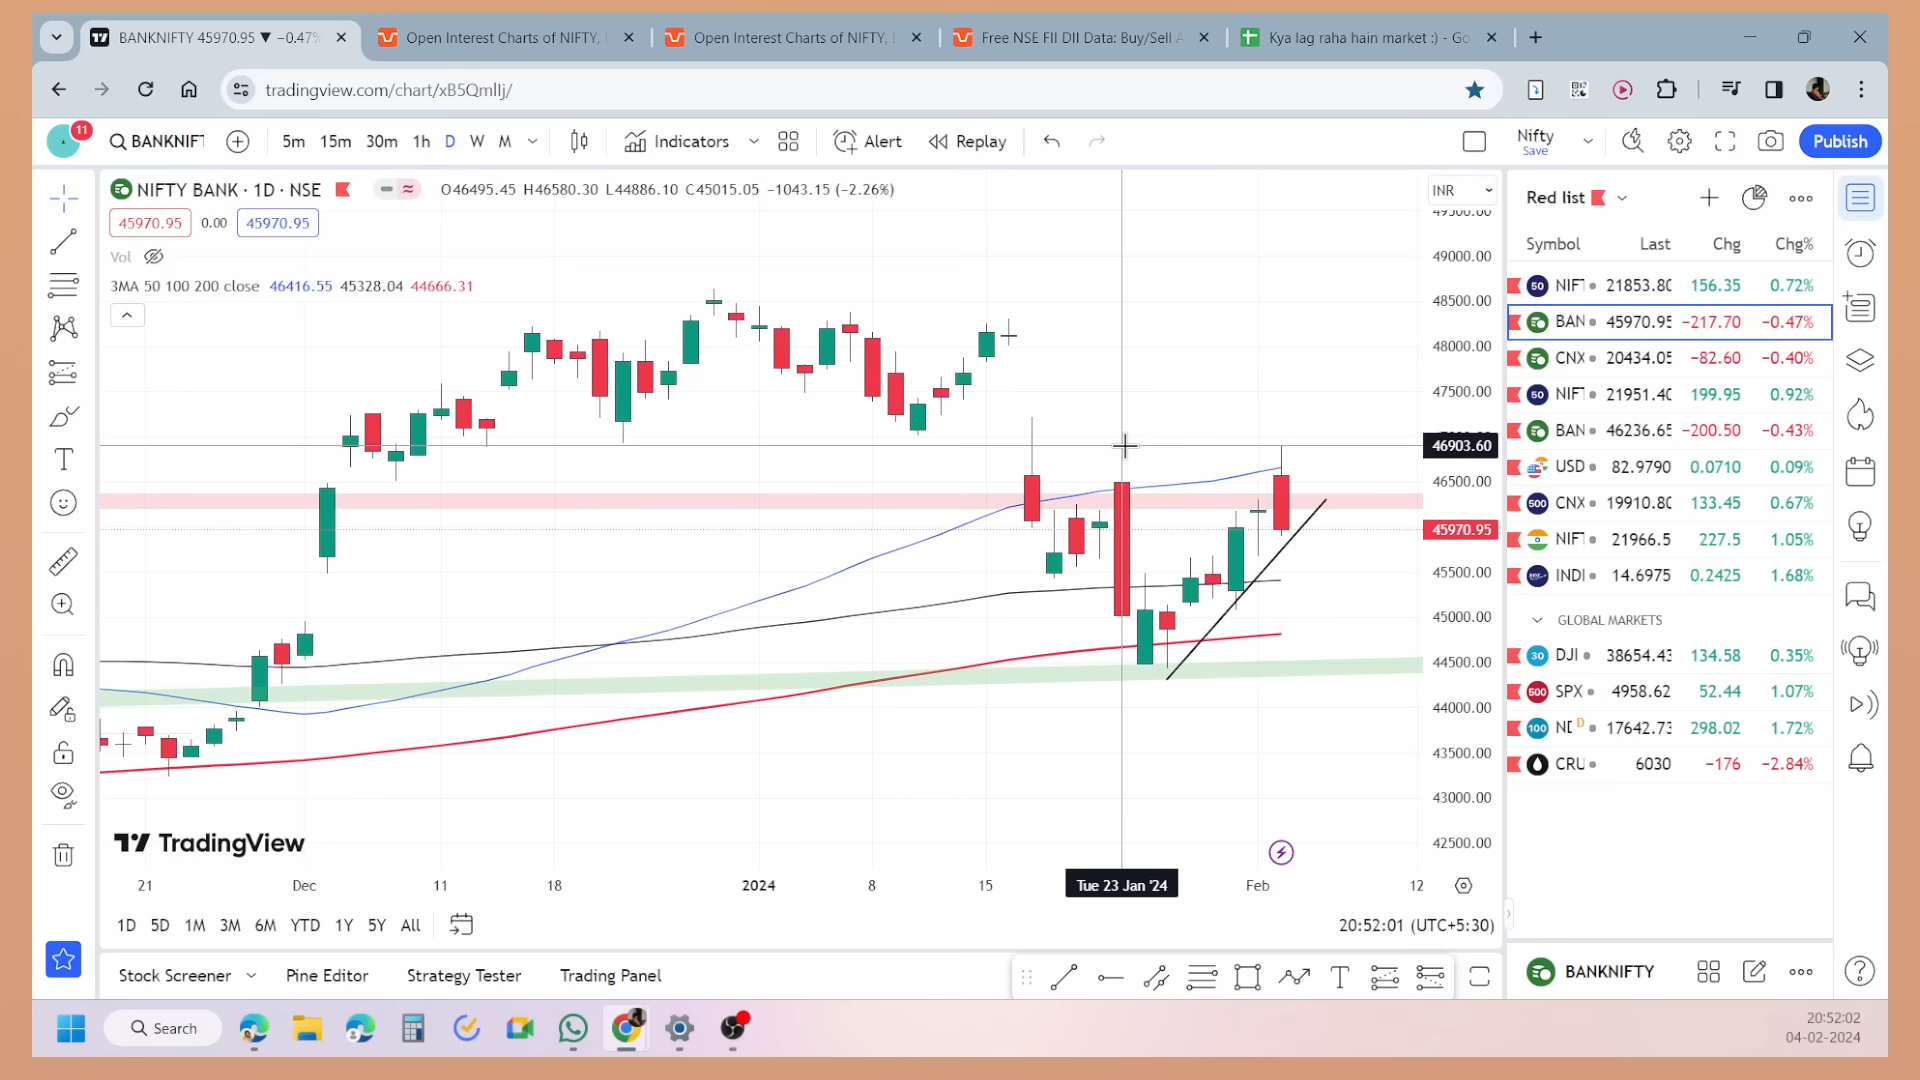 BANKNIFTY 45970.95 ▼ −0.47%
Open Interest Charts of NIFTY,
Open Interest Charts of NIFTY,
Free NSE FII DII Data: Buy/Sell
Kya lag raha hain market :) - Go
tradingview.com/chart/xB5QmlIj/
11
BANKNIFT
5m 15m 30m 1h D W M
Indicators
Alert
Replay
Nifty
Save
Publish
NIFTY BANK · 1D · NSE
O46495.45 H46580.30 L44886.10 C45015.05 −1043.15 (−2.26%)
INR
45970.95 0.00 45970.95
Vol
3MA 50 100 200 close 46416.55 45328.04 44666.31
49500.00
49000.00
48500.00
48000.00
47500.00
46903.60
46500.00
45970.95
45500.00
45000.00
44500.00
44000.00
43500.00
43000.00
42500.00
TradingView
21 Dec 11 18 2024 8 15 Tue 23 Jan '24 Feb 12
1D 5D 1M 3M 6M YTD 1Y 5Y All
20:52:01 (UTC+5:30)
Stock Screener
Pine Editor
Strategy Tester
Trading Panel
Red list
Symbol Last Chg Chg%
50 NIFT 21853.80 156.35 0.72%
BAN 45970.95 −217.70 −0.47%
CNX 20434.05 −82.60 −0.40%
50 NIFT 21951.40 199.95 0.92%
BAN 46236.65 −200.50 −0.43%
USD 82.9790 0.0710 0.09%
500 CNX 19910.80 133.45 0.67%
NIFT 21966.5 227.5 1.05%
INDI 14.6975 0.2425 1.68%
GLOBAL MARKETS
30 DJI 38654.43 134.58 0.35%
500 SPX 4958.62 52.44 1.07%
100 ND D 17642.73 298.02 1.72%
CRU 6030 −176 −2.84%
BANKNIFTY
Search
20:52:02
04-02-2024